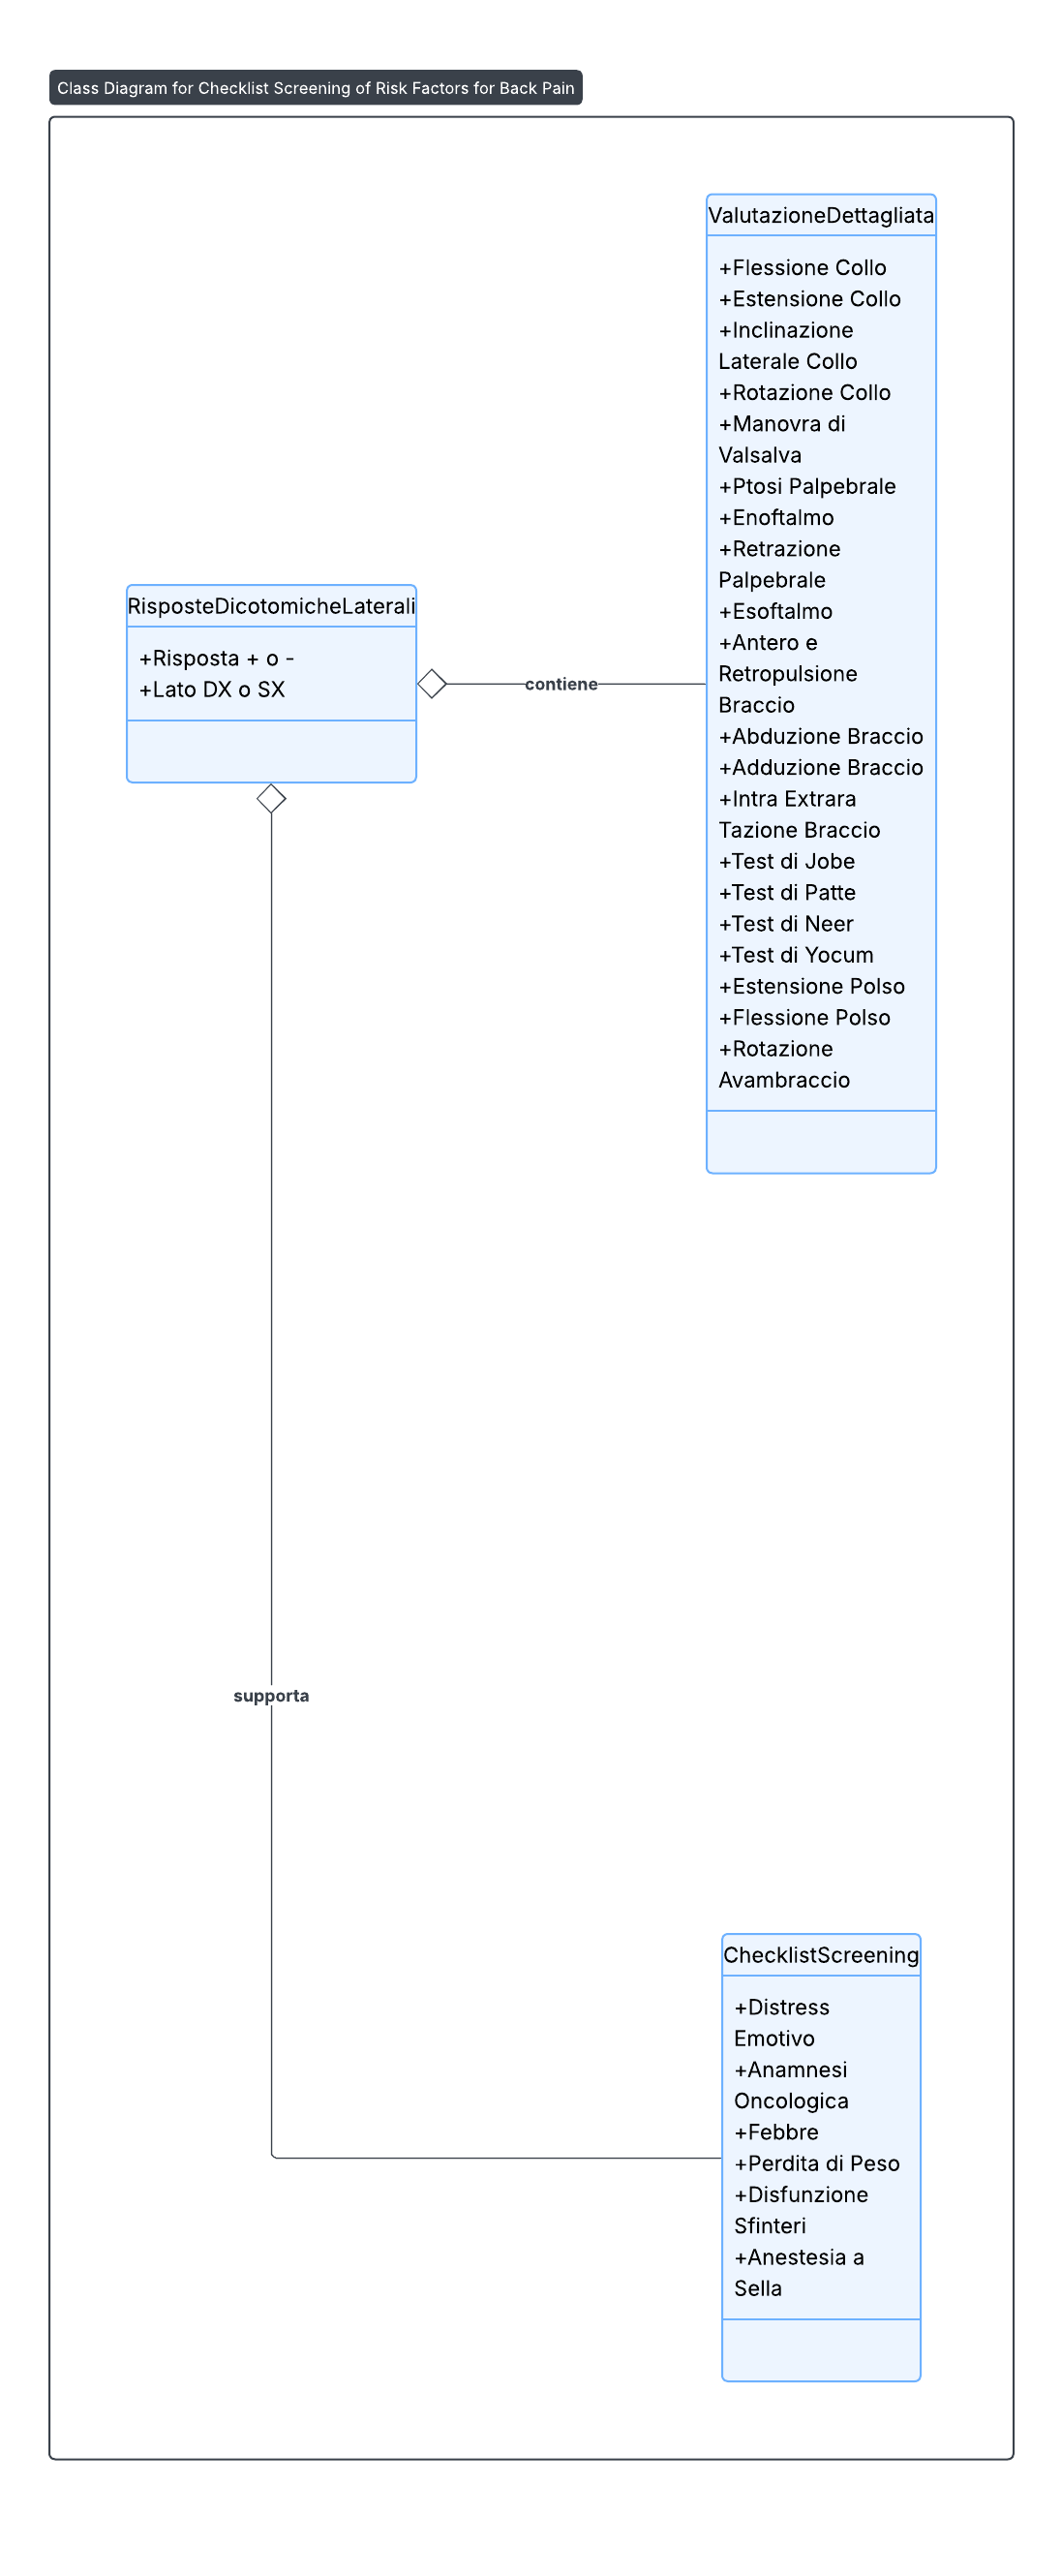 Class Diagram for Checklist Screening of Risk Factors for Back Pain
ValutazioneDettagliata
+Flessione Collo
+Estensione Collo
+Inclinazione
Laterale Collo
+Rotazione Collo
+Manovra di
Valsalva
+Ptosi Palpebrale
+Enoftalmo
+Retrazione
Palpebrale
+Esoftalmo
+Antero e
Retropulsione
Braccio
+Abduzione Braccio
+Adduzione Braccio
+Intra Extrara
Tazione Braccio
+Test di Jobe
+Test di Patte
+Test di Neer
+Test di Yocum
+Estensione Polso
+Flessione Polso
+Rotazione
Avambraccio
RisposteDicotomicheLaterali
+Risposta + o -
+Lato DX o SX
contiene
supporta
ChecklistScreening
+Distress
Emotivo
+Anamnesi
Oncologica
+Febbre
+Perdita di Peso
+Disfunzione
Sfinteri
+Anestesia a
Sella